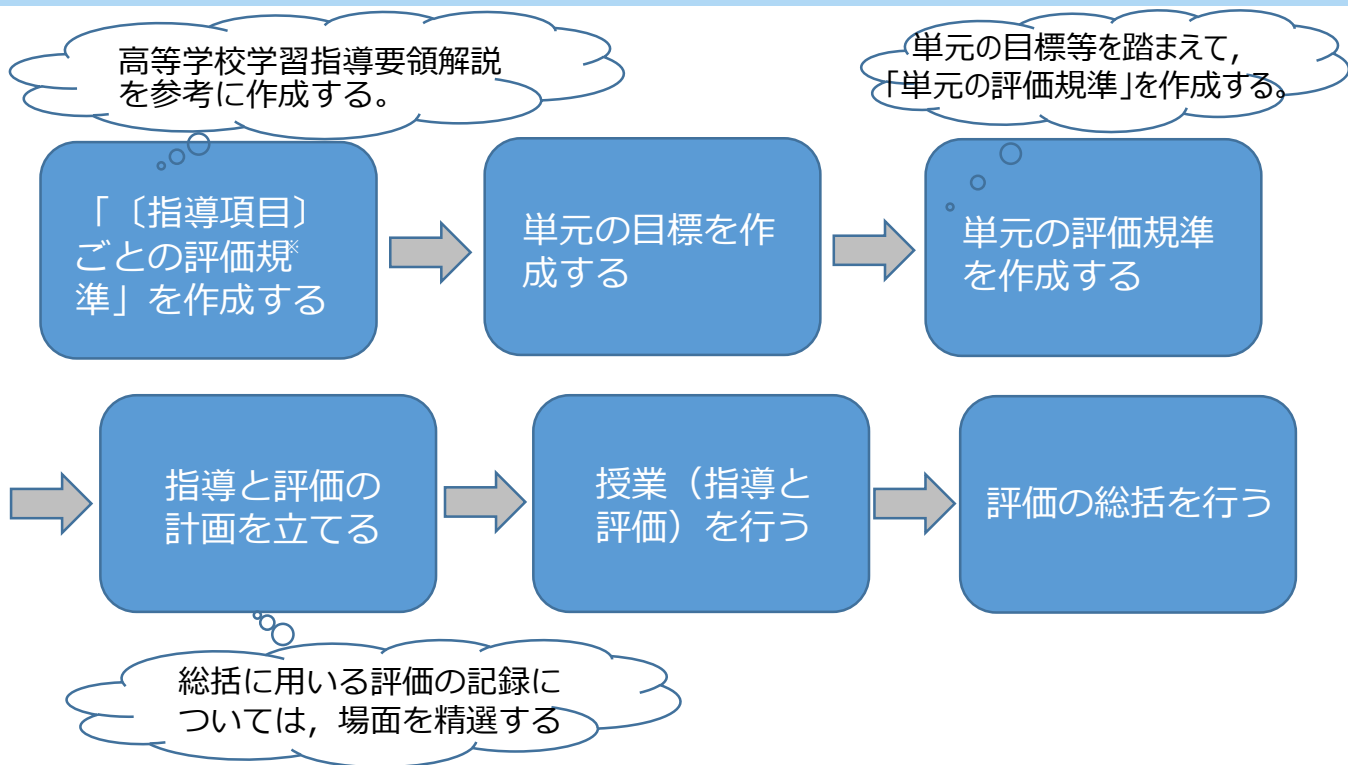 高等学校学習指導要領解説
を参考に作成する。
単元の目標等を踏まえて，
「単元の評価規準」を作成する。
「〔指導項目〕
ごとの評価規※
準」を作成する
単元の目標を作
成する
単元の評価規準
を作成する
指導と評価の
計画を立てる
授業（指導と
評価）を行う
評価の総括を行う
総括に用いる評価の記録に
ついては，場面を精選する